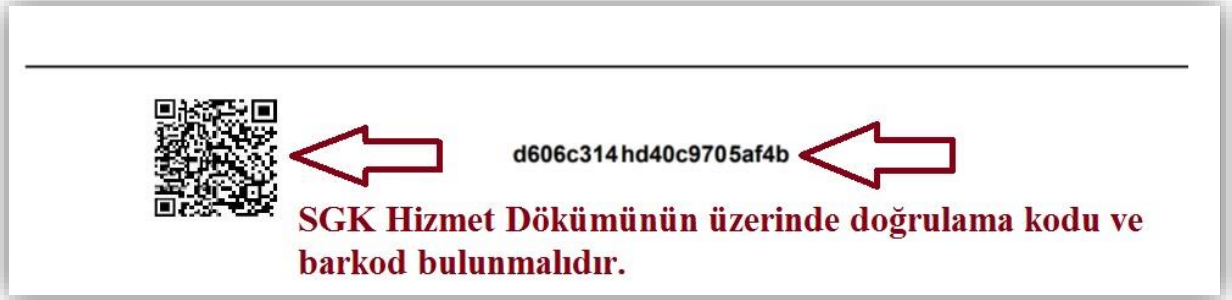 d606c314hd40c9705af4b
SGK Hizmet Dökümünün üzerinde doğrulama kodu ve
barkod bulunmalıdır.